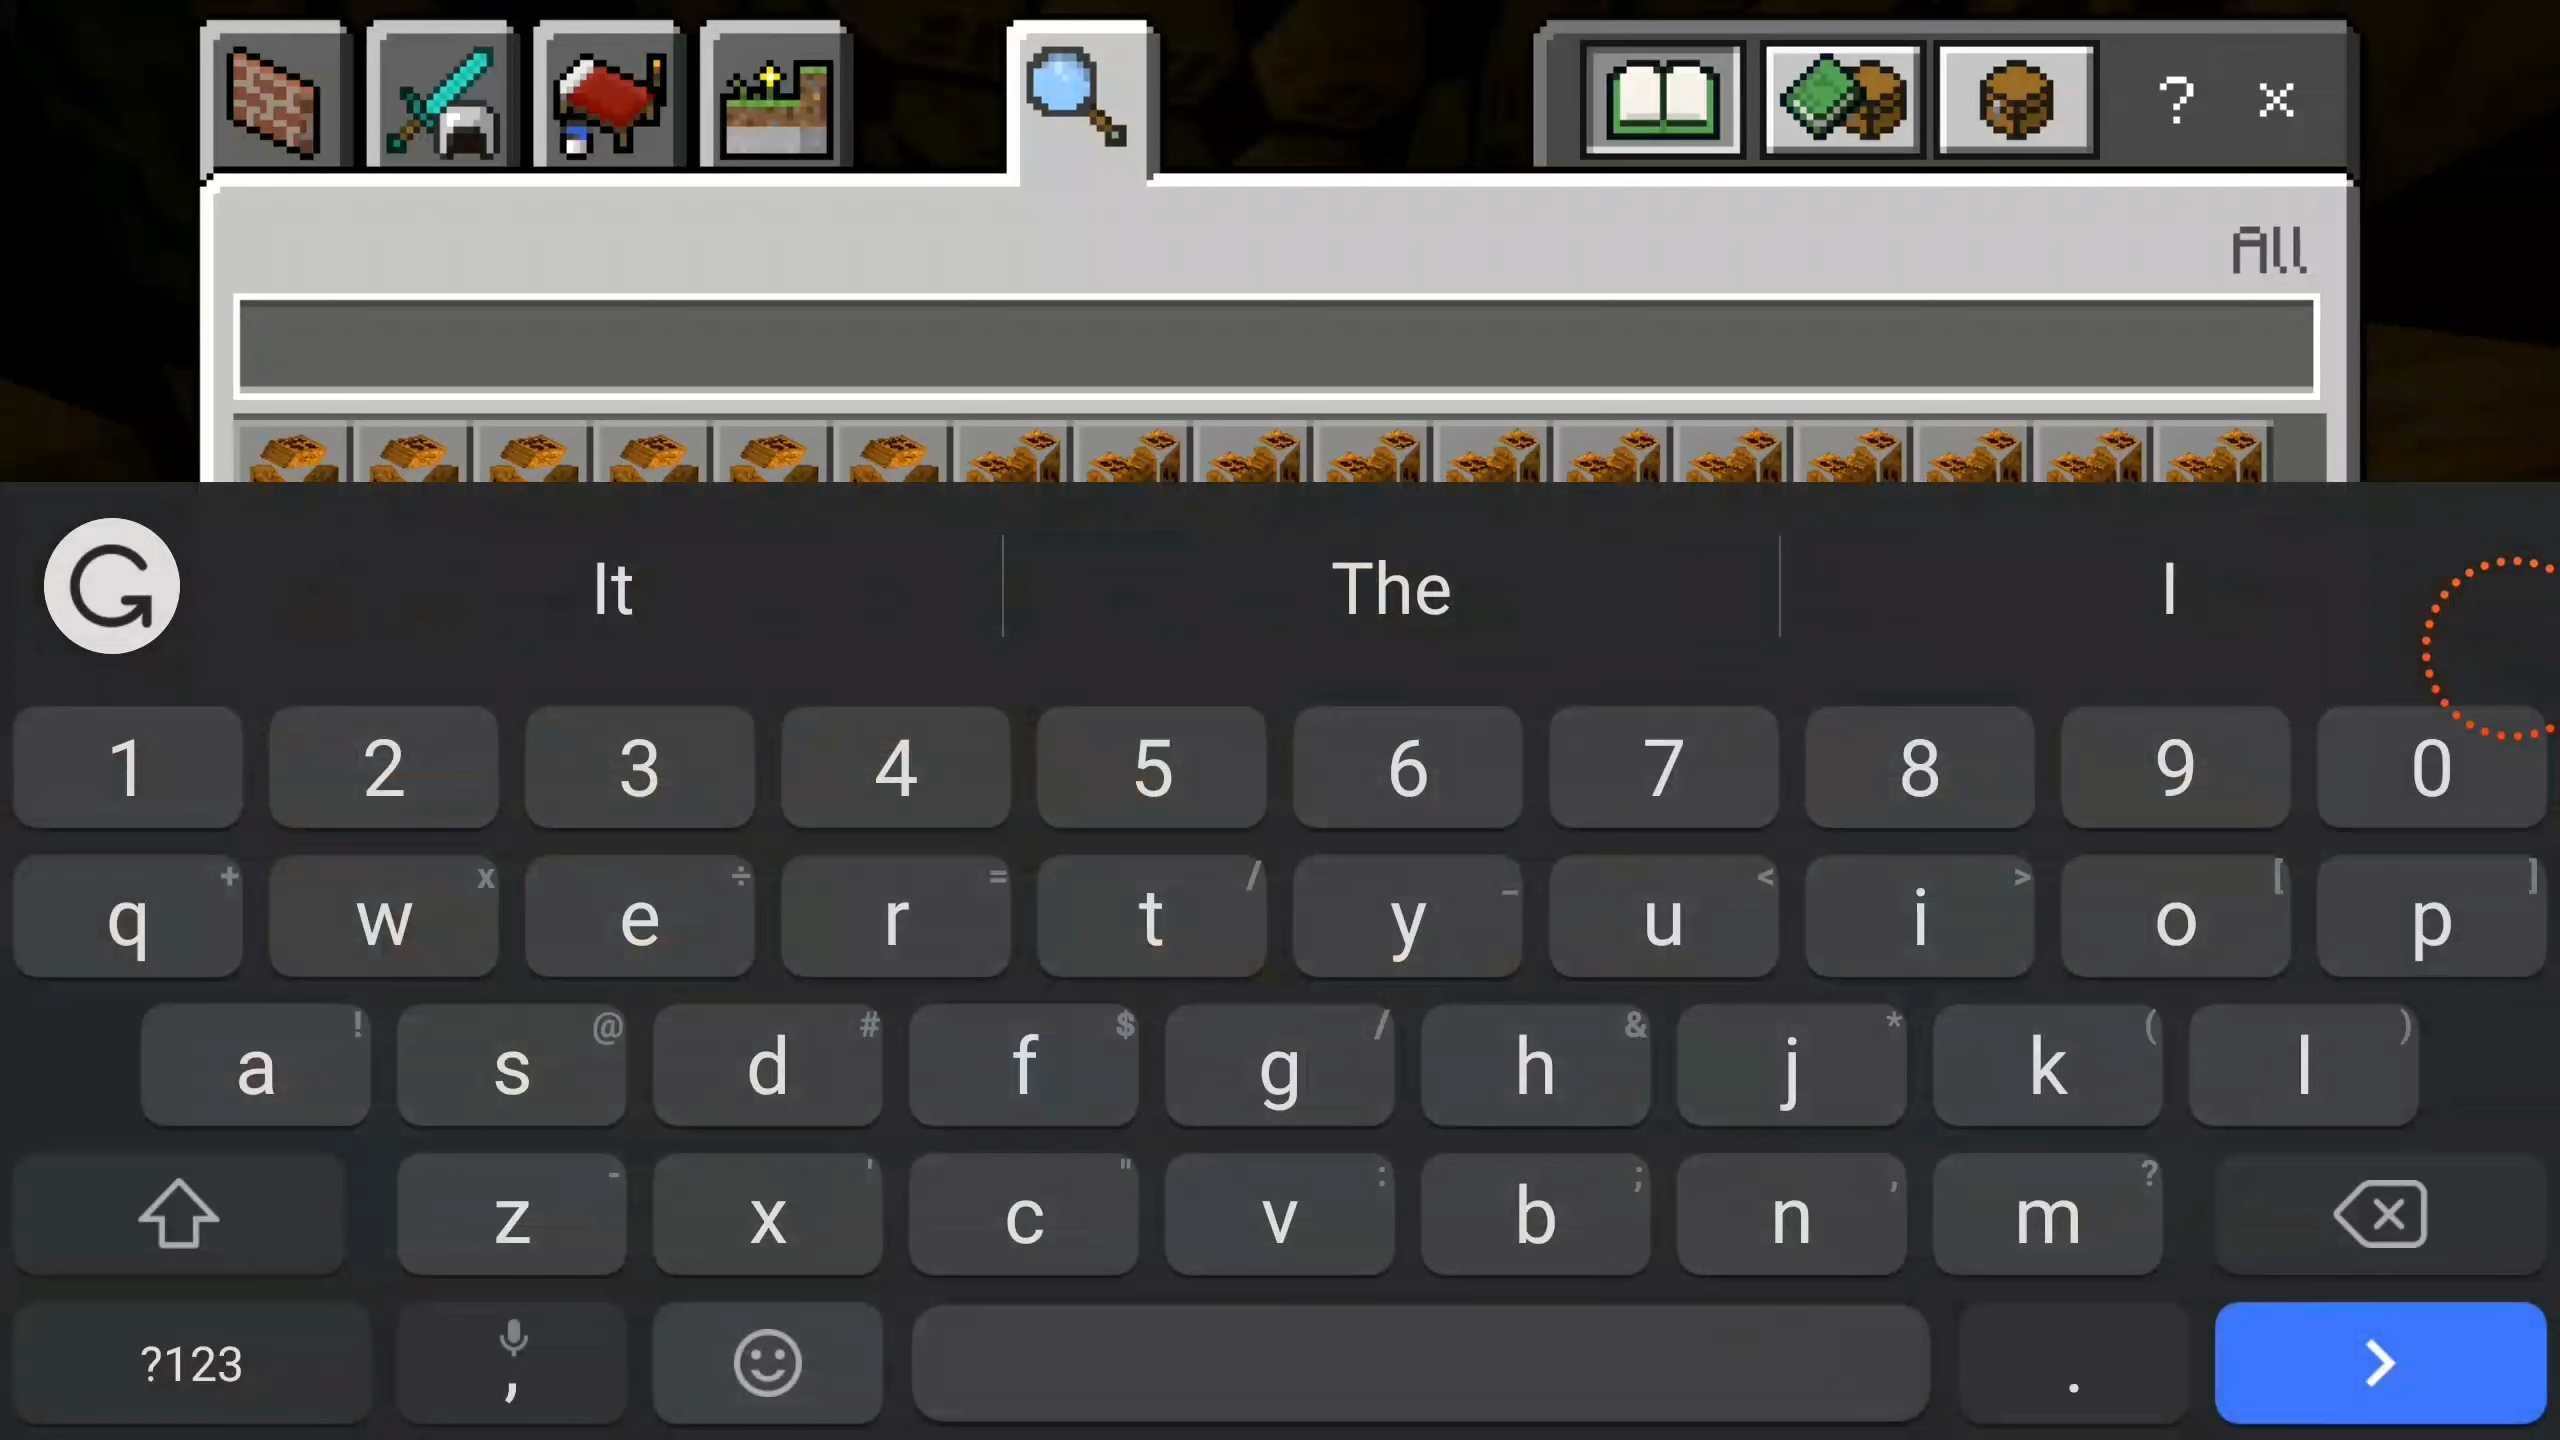 ? x
All
It The I
1 2 3 4 5 6 7 8 9 0
q + w x e ÷ r = t / y _ u < i > o [ p ]
a ! s @ d # f $ g / h & j * k ( l )
z - x ' c " v : b ; n , m ?
?123 , .